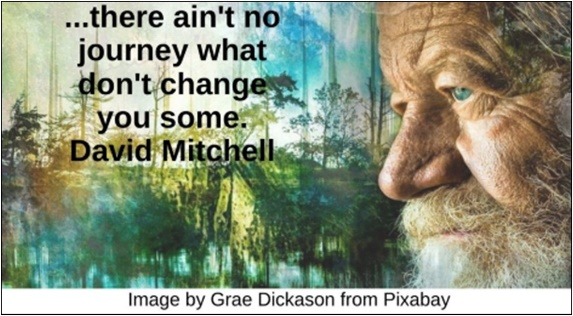 ...there ain't no
journey what
don't change
you some.
David Mitchell
Image by Grae Dickason from Pixabay